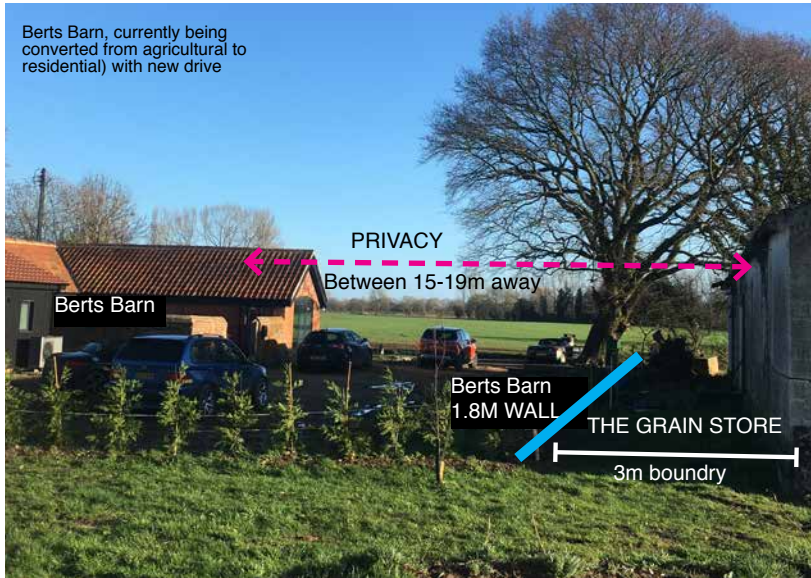 Berts Barn, currently being
converted from agricultural to
residential) with new drive
PRIVACY
Between 15-19m away
Berts Barn
Berts Barn
1.8M WALL
THE GRAIN STORE
3m boundry